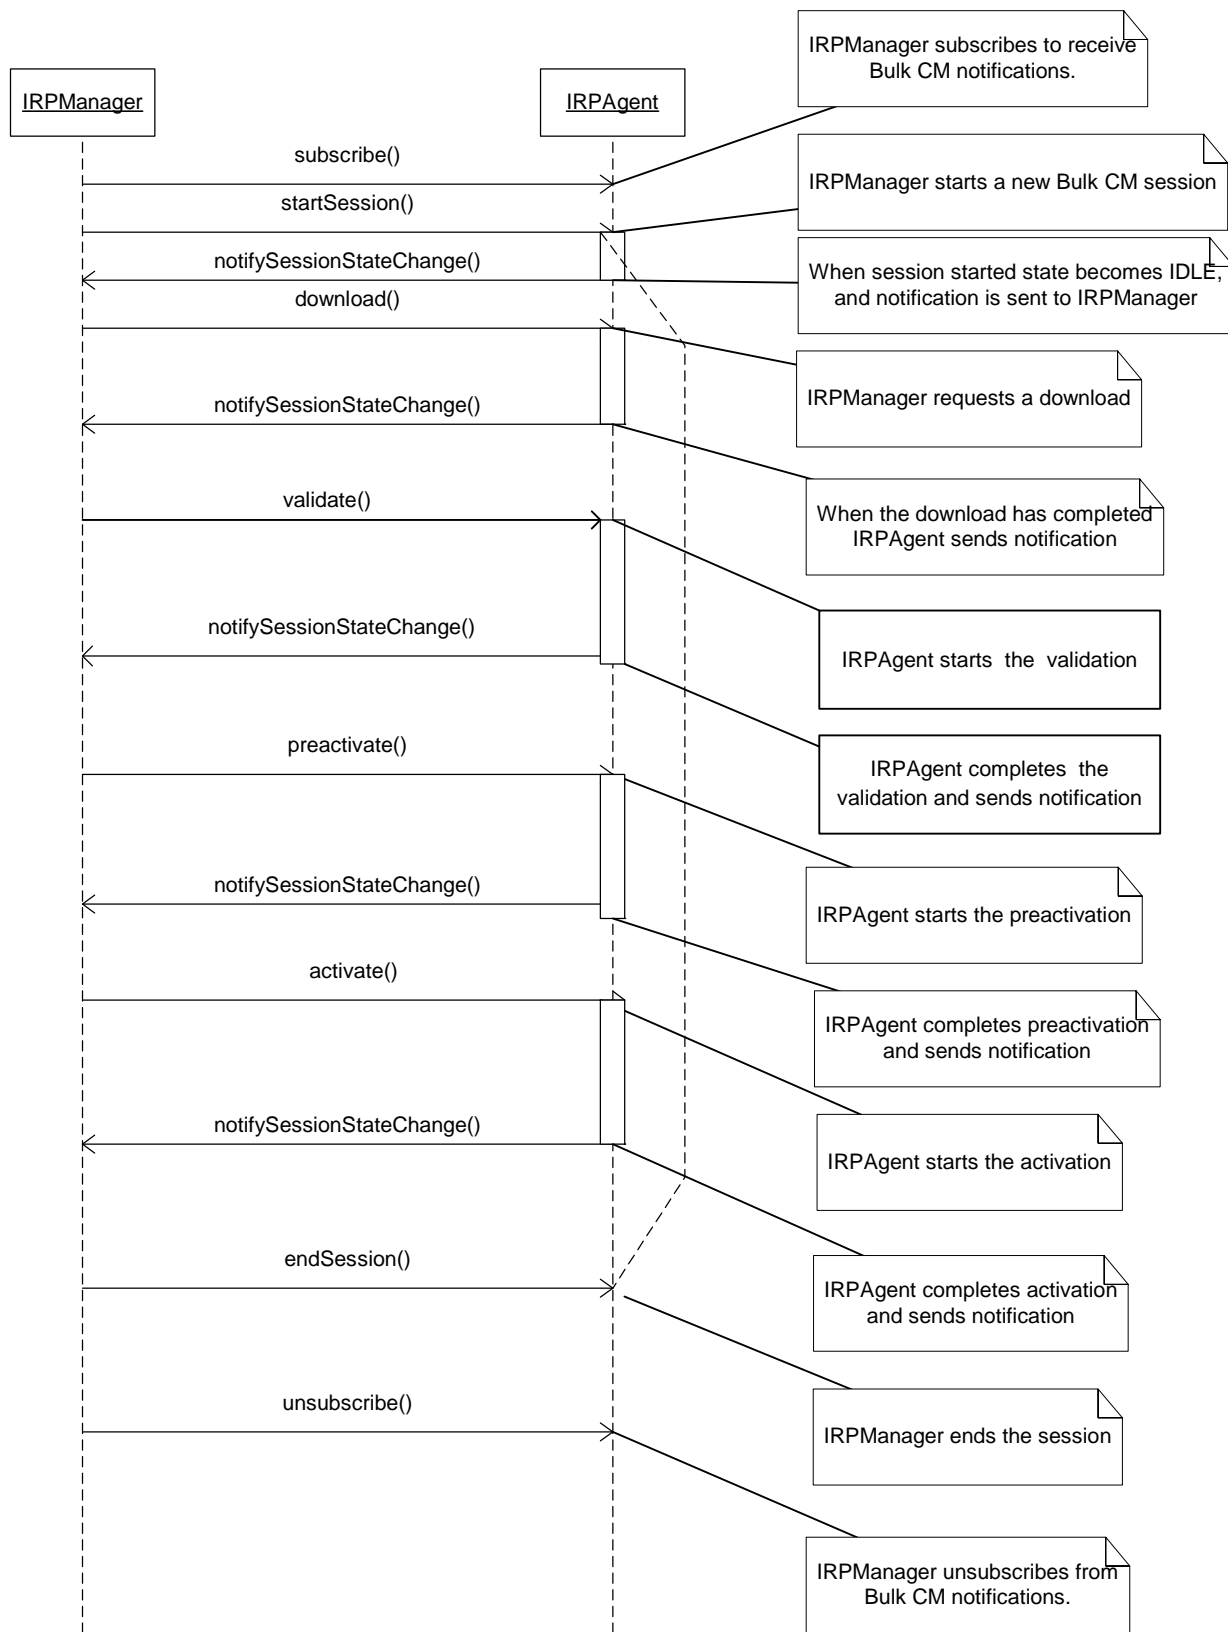 IRPManager subscribes to receive
Bulk CM notifications.
IRPManager
IRPAgent
subscribe()
IRPManager starts a new Bulk CM session
startSession()
notifySessionStateChange()
When session started state becomes IDLE,
and notification is sent to IRPManager
download()
IRPManager requests a download
notifySessionStateChange()
validate()
When the download has completed
IRPAgent sends notification
notifySessionStateChange()
IRPAgent starts the validation
preactivate()
IRPAgent completes the
validation and sends notification
notifySessionStateChange()
IRPAgent starts the preactivation
activate()
IRPAgent completes preactivation
and sends notification
notifySessionStateChange()
IRPAgent starts the activation
endSession()
IRPAgent completes activation
and sends notification
unsubscribe()
IRPManager ends the session
IRPManager unsubscribes from
Bulk CM notifications.